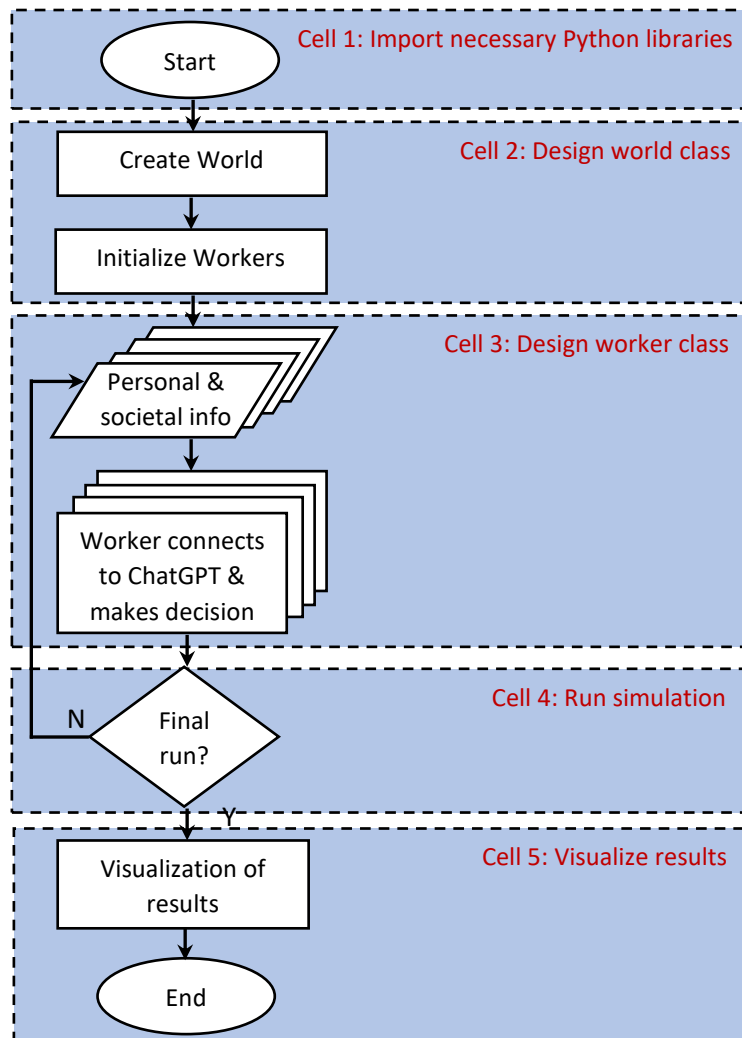 Cell 1: Import necessary Python libraries
Start
Cell 2: Design world class
Create World
Initialize Workers
Cell 3: Design worker class
Personal &
societal info
Worker connects
to ChatGPT &
makes decision
Cell 4: Run simulation
N
Final
run?
Y
Cell 5: Visualize results
Visualization of
results
End